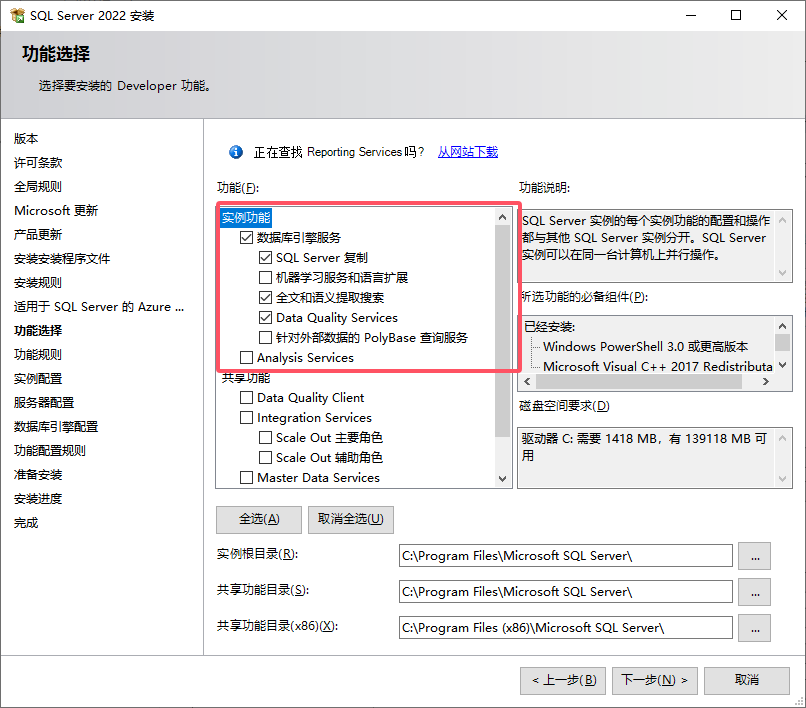 SQL Server 2022 安装
功能选择
选择要安装的 Developer 功能。
版本
许可条款
全局规则
Microsoft 更新
产品更新
安装安装程序文件
安装规则
适用于 SQL Server 的 Azure ...
功能选择
功能规则
实例配置
服务器配置
数据库引擎配置
功能配置规则
准备安装
安装进度
完成
正在查找 Reporting Services 吗? 从网站下载
功能(F):
实例功能
数据库引擎服务
SQL Server 复制
机器学习服务和语言扩展
全文和语义提取搜索
Data Quality Services
针对外部数据的 PolyBase 查询服务
Analysis Services
共享功能
Data Quality Client
Integration Services
Scale Out 主要角色
Scale Out 辅助角色
Master Data Services
功能说明:
SQL Server 实例的每个实例功能的配置和操作
都与其他 SQL Server 实例分开。SQL Server
实例可以在同一台计算机上并行操作。
所选功能的必备组件(P):
已经安装:
Windows PowerShell 3.0 或更高版本
Microsoft Visual C++ 2017 Redistributa
磁盘空间要求(D)
驱动器 C: 需要 1418 MB，有 139118 MB 可
用
全选(A)
取消全选(U)
实例根目录(R):
C:\Program Files\Microsoft SQL Server\
...
共享功能目录(S):
C:\Program Files\Microsoft SQL Server\
...
共享功能目录(x86)(X):
C:\Program Files (x86)\Microsoft SQL Server\
...
< 上一步(B)
下一步(N) >
取消